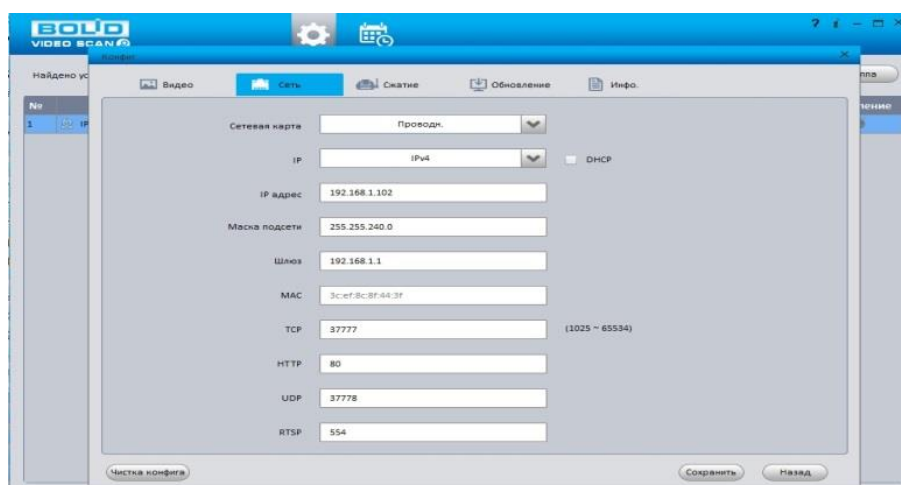 BOLID
VIDEO SCAN
?
Конфиг
Найдено ус
ппа
№
1
IP
ление
Видео
Сеть
Сжатие
Обновление
Инфо.
Сетевая карта Проводн.
IP IPv4 DHCP
IP адрес 192.168.1.102
Маска подсети 255.255.240.0
Шлюз 192.168.1.1
MAC 3c:ef:8c:8f:44:3f
TCP 37777 (1025 ~ 65534)
HTTP 80
UDP 37778
RTSP 554
Чистка конфига Сохранить Назад